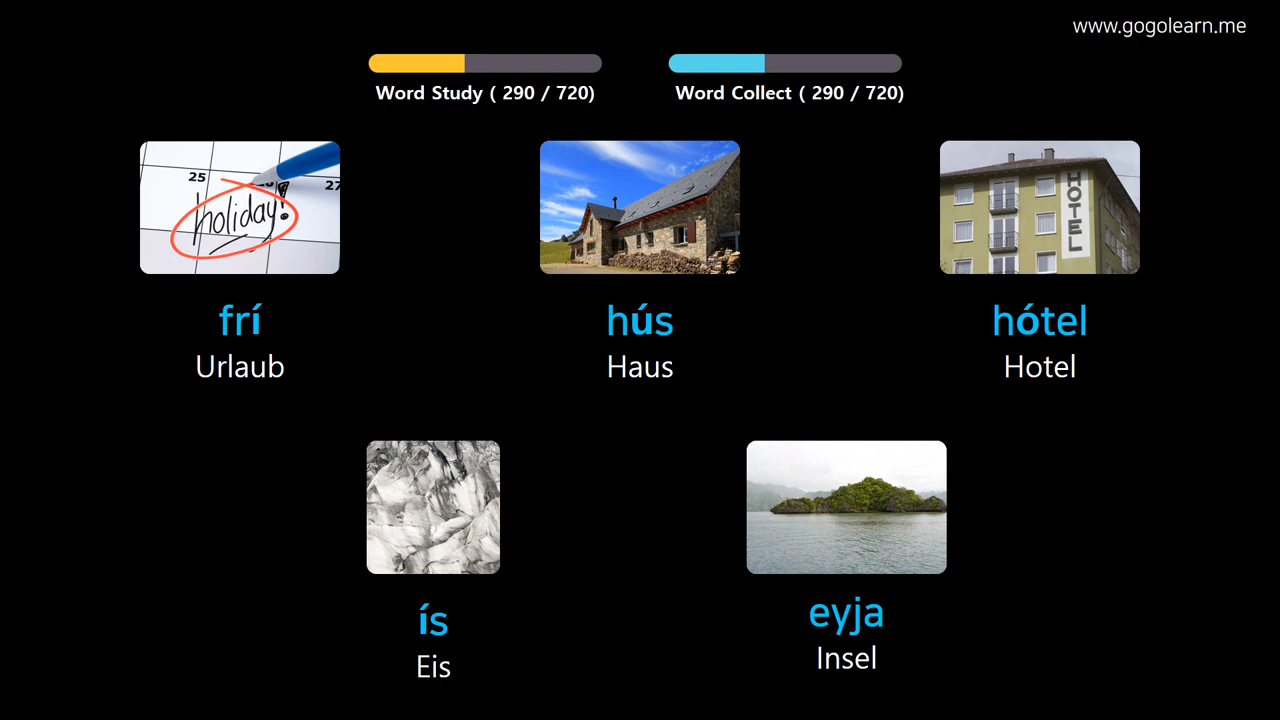 www.gogolearn.me
Word Study ( 290 / 720)
Word Collect ( 290 / 720)
25
27
holiday!
HOTEL
frí
Urlaub
hús
Haus
hótel
Hotel
ís
Eis
eyja
Insel